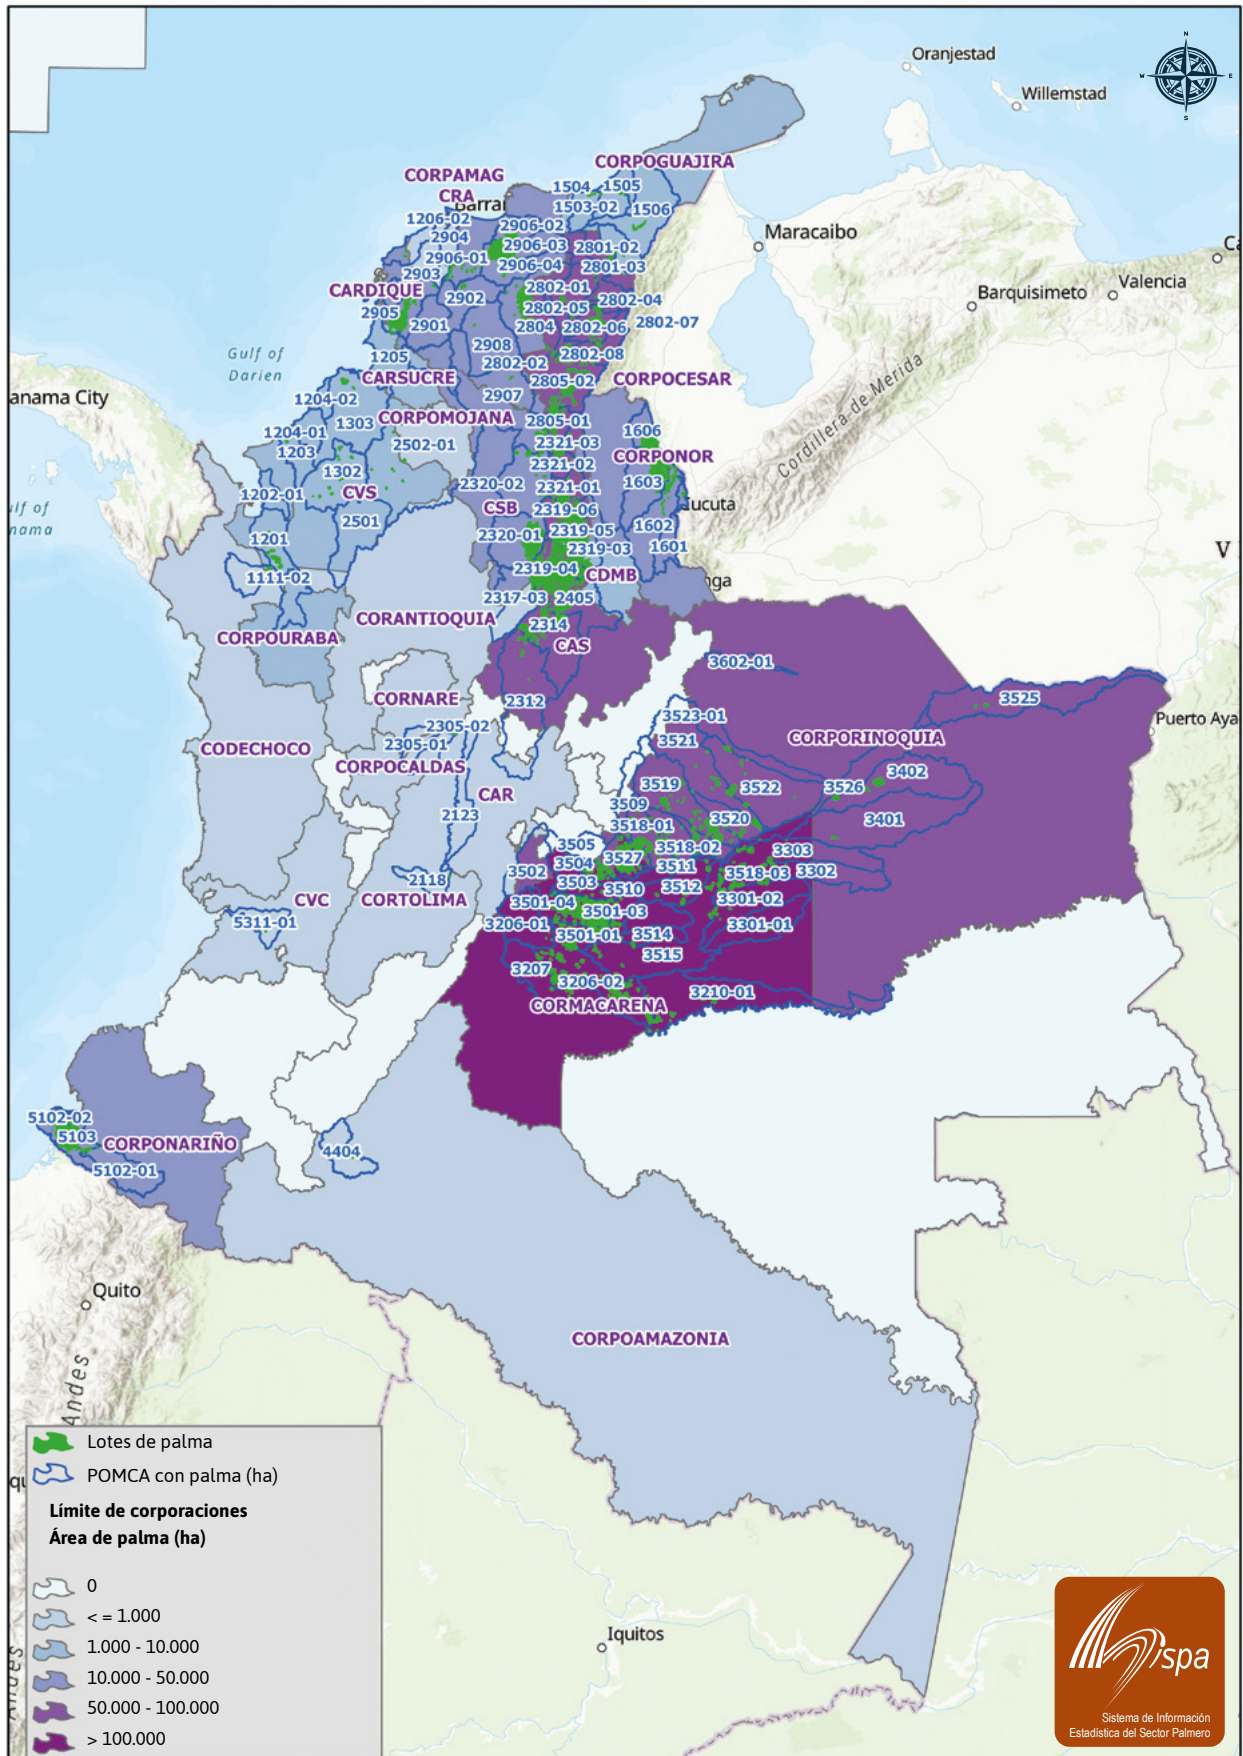 N
W
E
S
Oranjestad
Willemstad
CORPOGUAJIRA
CORPAMAG
CRA
Barran
1504
1505
1503-02
1506
1206-02
2906-02
2904
2906-03
2801-02
2906-01
2906-04
2801-03
2903
Maracaibo
CARDIQUE
2802-01
2902
2802-04
2905
2802-05
2901
2804
2802-06
2802-07
Barquisimeto
Valencia
Gulf of
Darien
1205
2908
2802-08
2802-02
CARSUCRE
2805-02
CORPOCESAR
anama City
1204-02
2907
1303
CORPOMOJANA
2805-01
1204-01
2502-01
2321-03
1606
1203
CORPONOR
1302
2321-02
Cordillera de Merida
1202-01
CVS
2320-02
2321-01
1603
CSB
2319-06
Cucuta
2501
2320-01
2319-05
1602
1201
2319-03
1601
2319-04
CDMB
1111-02
nga
2317-03
2405
CORANTIOQUIA
2314
CORPOURABA
CAS
3602-01
CORNARE
2312
3525
2305-02
3523-01
Puerto Aya
2305-01
3521
CORPORINOQUIA
CODECHOCO
CORPOCALDAS
3402
3519
3522
3526
CAR
3509
2123
3518-01
3520
3401
3505
3518-02
3303
3504
3527
3502
3511
3518-03
3302
2118
3503
3510
3512
CVC
CORTOLIMA
3501-04
3501-03
3301-02
5311-01
3206-01
3301-01
3501-01
3514
3515
3207
3206-02
3210-01
CORMACARENA
5102-02
5103
CORPONARIÑO
4404
5102-01
Quito
CORPOAMAZONIA
Andes
Iquitos
Lotes de palma
POMCA con palma (ha)
Límite de corporaciones
Área de palma (ha)
0
< = 1.000
1.000 - 10.000
10.000 - 50.000
50.000 - 100.000
> 100.000
ispa
Sistema de Información
Estadística del Sector Palmero